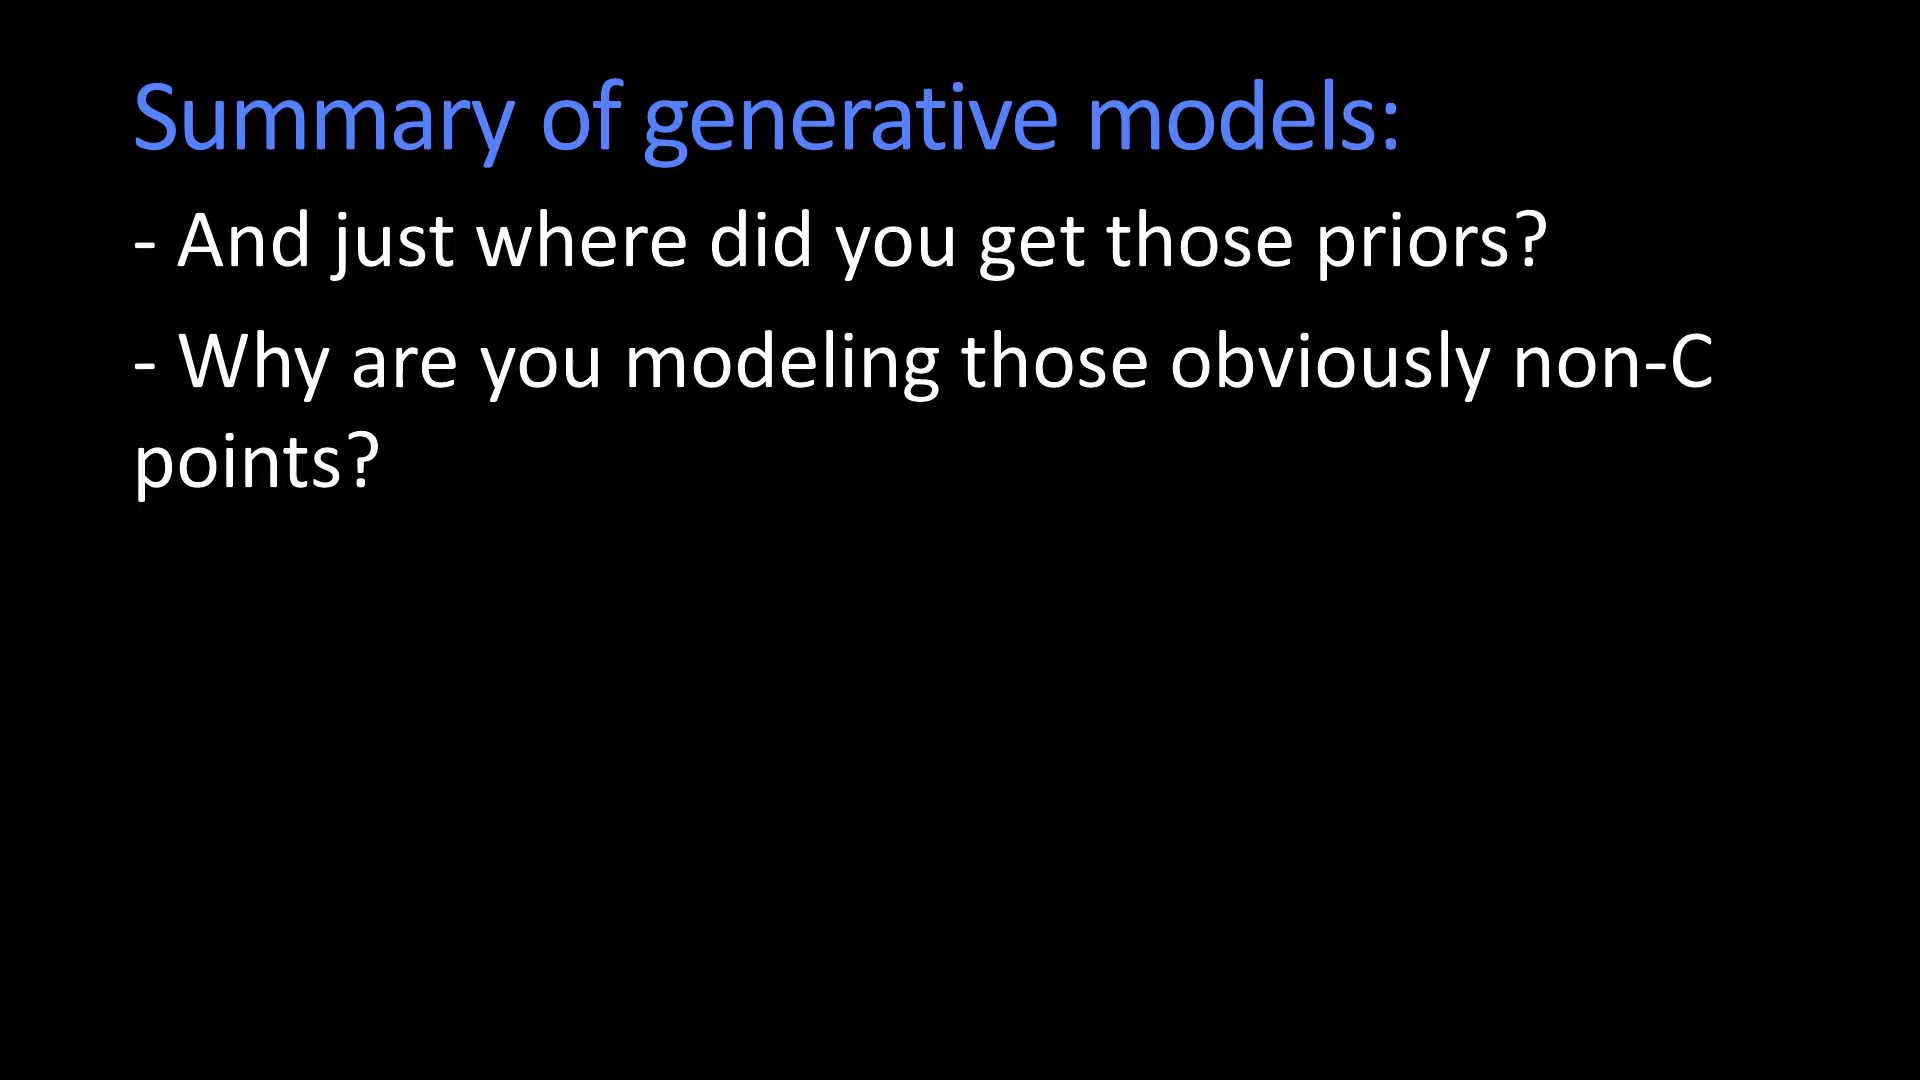 Summary of generative models:
- And just where did you get those priors?
- Why are you modeling those obviously non-C
points?